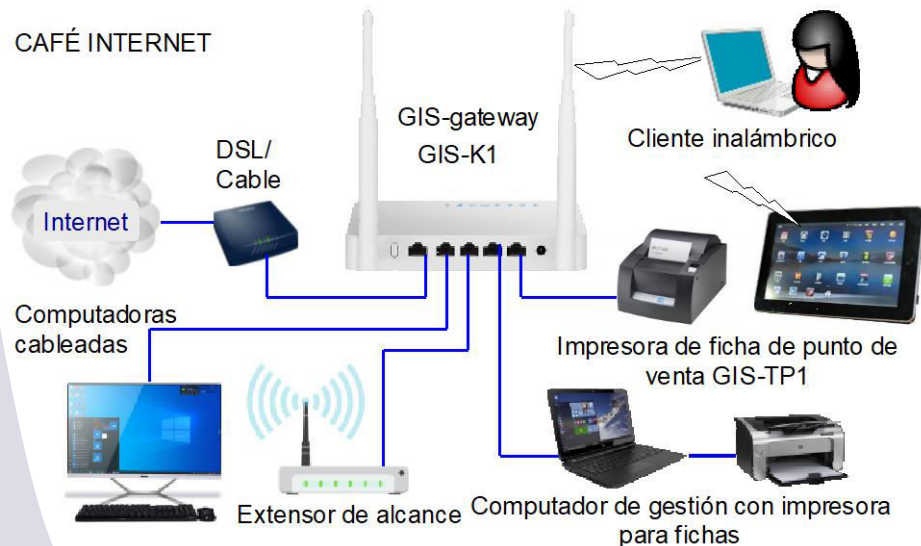 CAFÉ INTERNET
GIS-gateway
GIS-K1
Cliente inalámbrico
DSL/
Cable
Internet
Computadoras
cableadas
Impresora de ficha de punto de
venta GIS-TP1
Extensor de alcance
Computador de gestión con impresora
para fichas